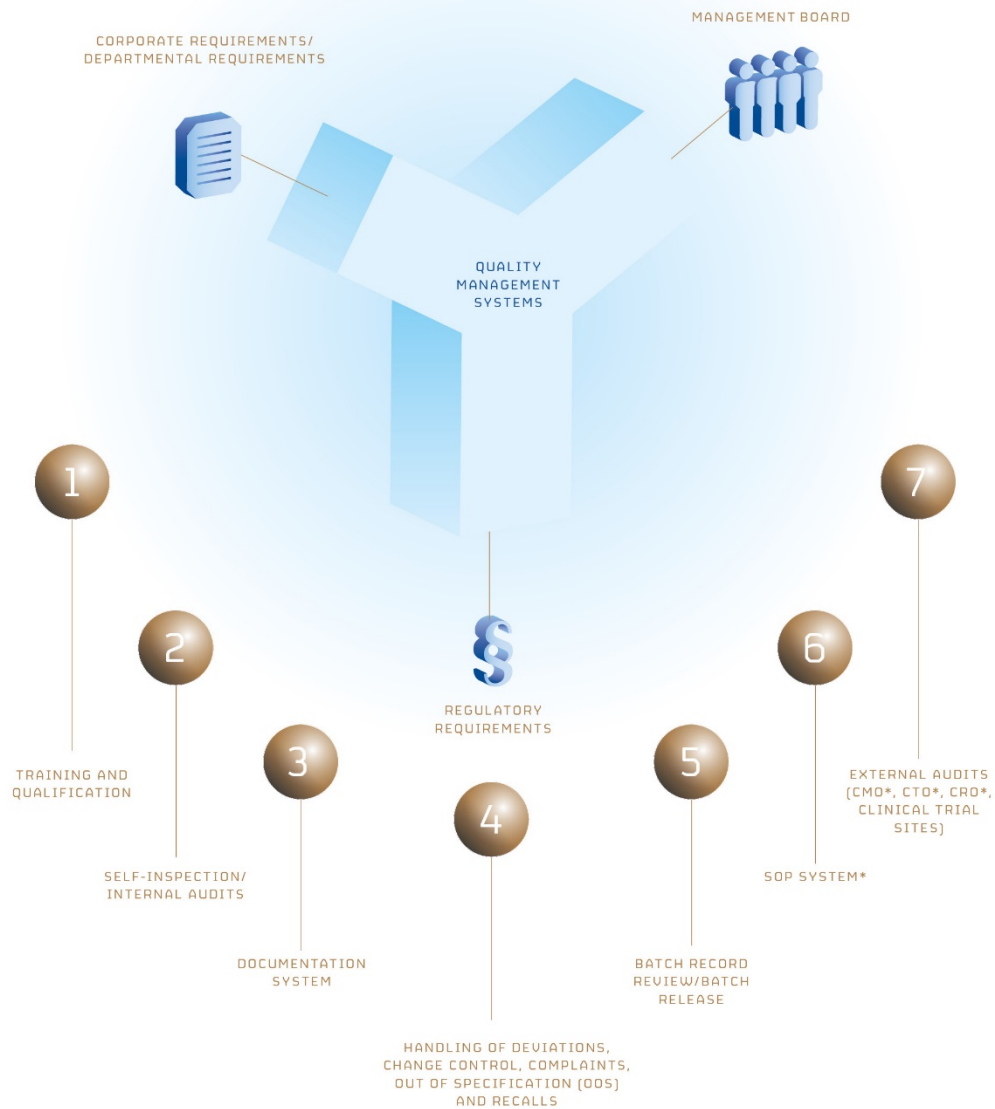 MANAGEMENT BOARD
CORPORATE REQUIREMENTS/
DEPARTMENTAL REQUIREMENTS
QUALITY
MANAGEMENT
SYSTEMS
§
REGULATORY
REQUIREMENTS
1
TRAINING AND
QUALIFICATION
2
SELF-INSPECTION/
INTERNAL AUDITS
3
DOCUMENTATION
SYSTEM
4
HANDLING OF DEVIATIONS,
CHANGE CONTROL, COMPLAINTS,
OUT OF SPECIFICATION (OOS)
AND RECALLS
5
BATCH RECORD
REVIEW/BATCH
RELEASE
6
SOP SYSTEM*
7
EXTERNAL AUDITS
(CMO*, CTO*, CRO*,
CLINICAL TRIAL
SITES)